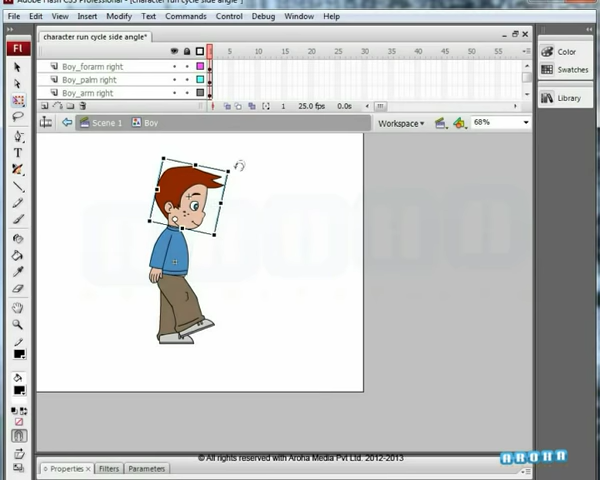 Adobe Flash CS3 Professional - [character run cycle side angle*]
File Edit View Insert Modify Text Commands Control Debug Window Help
character run cycle side angle*
5 10 15 20 25 30 35 40 45 50 55
Boy_forarm right
Boy_palm right
Boy_arm right
1 25.0 fps 0.0s
Scene 1 Boy Workspace 68%
Fl
Color
Swatches
Library
© All rights reserved with Aroha Media Pvt Ltd. 2012-2013
AROHA
Properties Filters Parameters